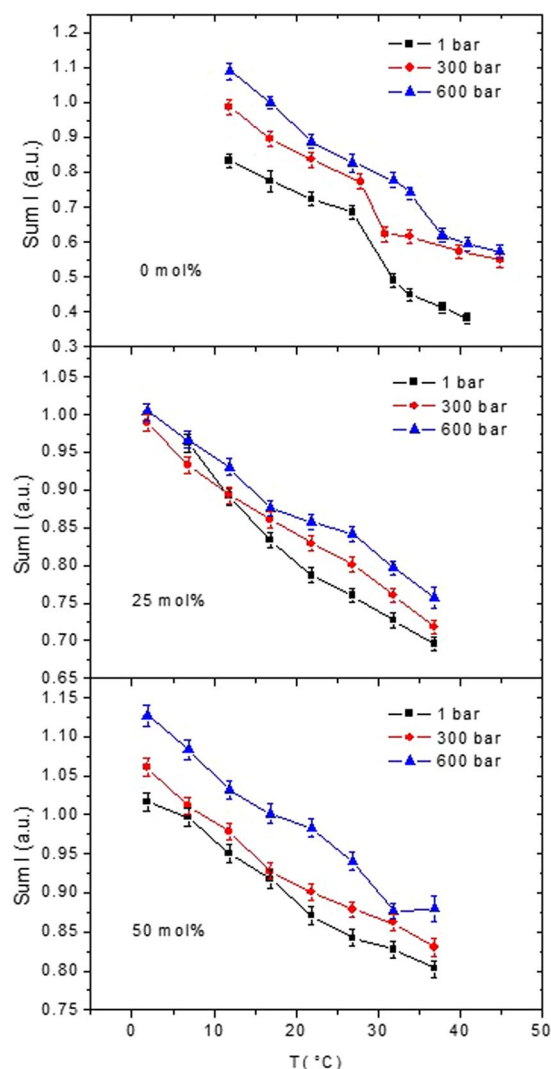 1.3
1.2
1.1
1.0
0.9
0.8
0.7
0.6
0.5
0.4
0.3
Sum I (a.u.)
1 bar
300 bar
600 bar
0 mol%
1.05
1.00
0.95
0.90
0.85
0.80
0.75
0.70
0.65
Sum I (a.u.)
1 bar
300 bar
600 bar
25 mol%
1.15
1.10
1.05
1.00
0.95
0.90
0.85
0.80
0.75
Sum I (a.u.)
1 bar
300 bar
600 bar
50 mol%
0 10 20 30 40 50
T( °C)